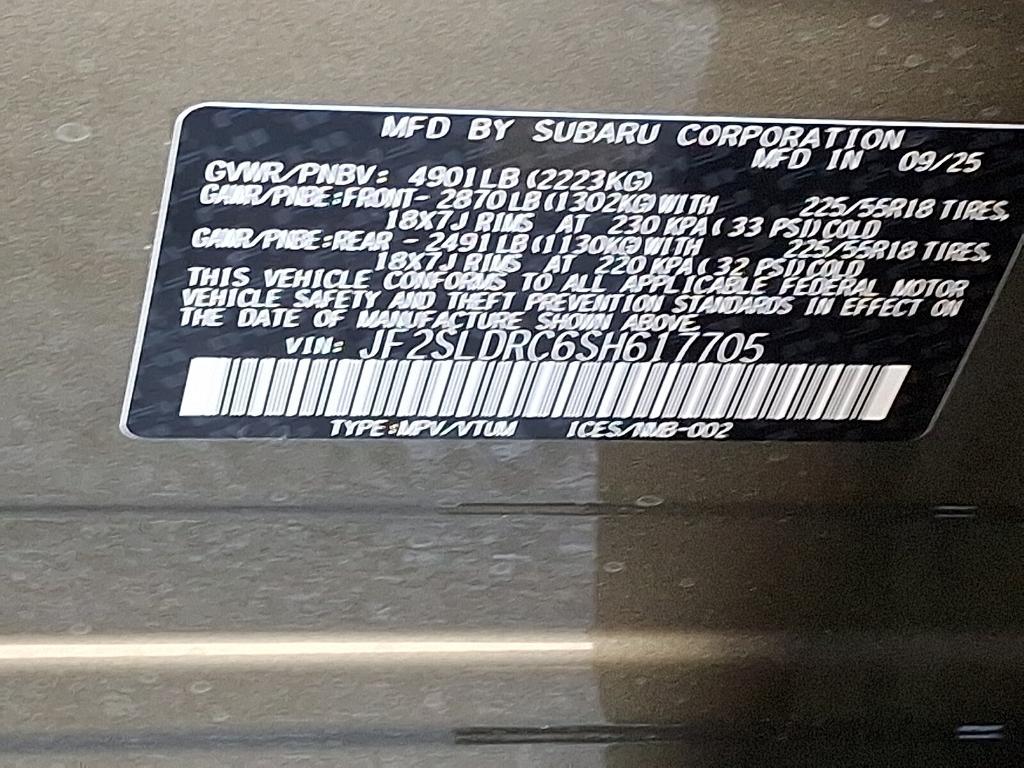 MFD BY SUBARU CORPORATION
MFD IN 09/25
GVWR/PNBV: 4901LB(2223KG)
GAWR/PNBE:FRONT- 2870LB(1302KG)WITH 225/55R18 TIRES,
18X7J RIMS AT 230 KPA( 33 PSI)COLD
GAWR/PNBE:REAR - 2491LB(1130KG)WITH 225/55R18 TIRES,
18X7J RIMS AT 220 KPA( 32 PSI)COLD
THIS VEHICLE CONFORMS TO ALL APPLICABLE FEDERAL MOTOR
VEHICLE SAFETY AND THEFT PREVENTION STANDARDS IN EFFECT ON
THE DATE OF MANUFACTURE SHOWN ABOVE.
VIN: JF2SLDRC6SH617705
TYPE:MPV/VTUM ICES/NMB-002